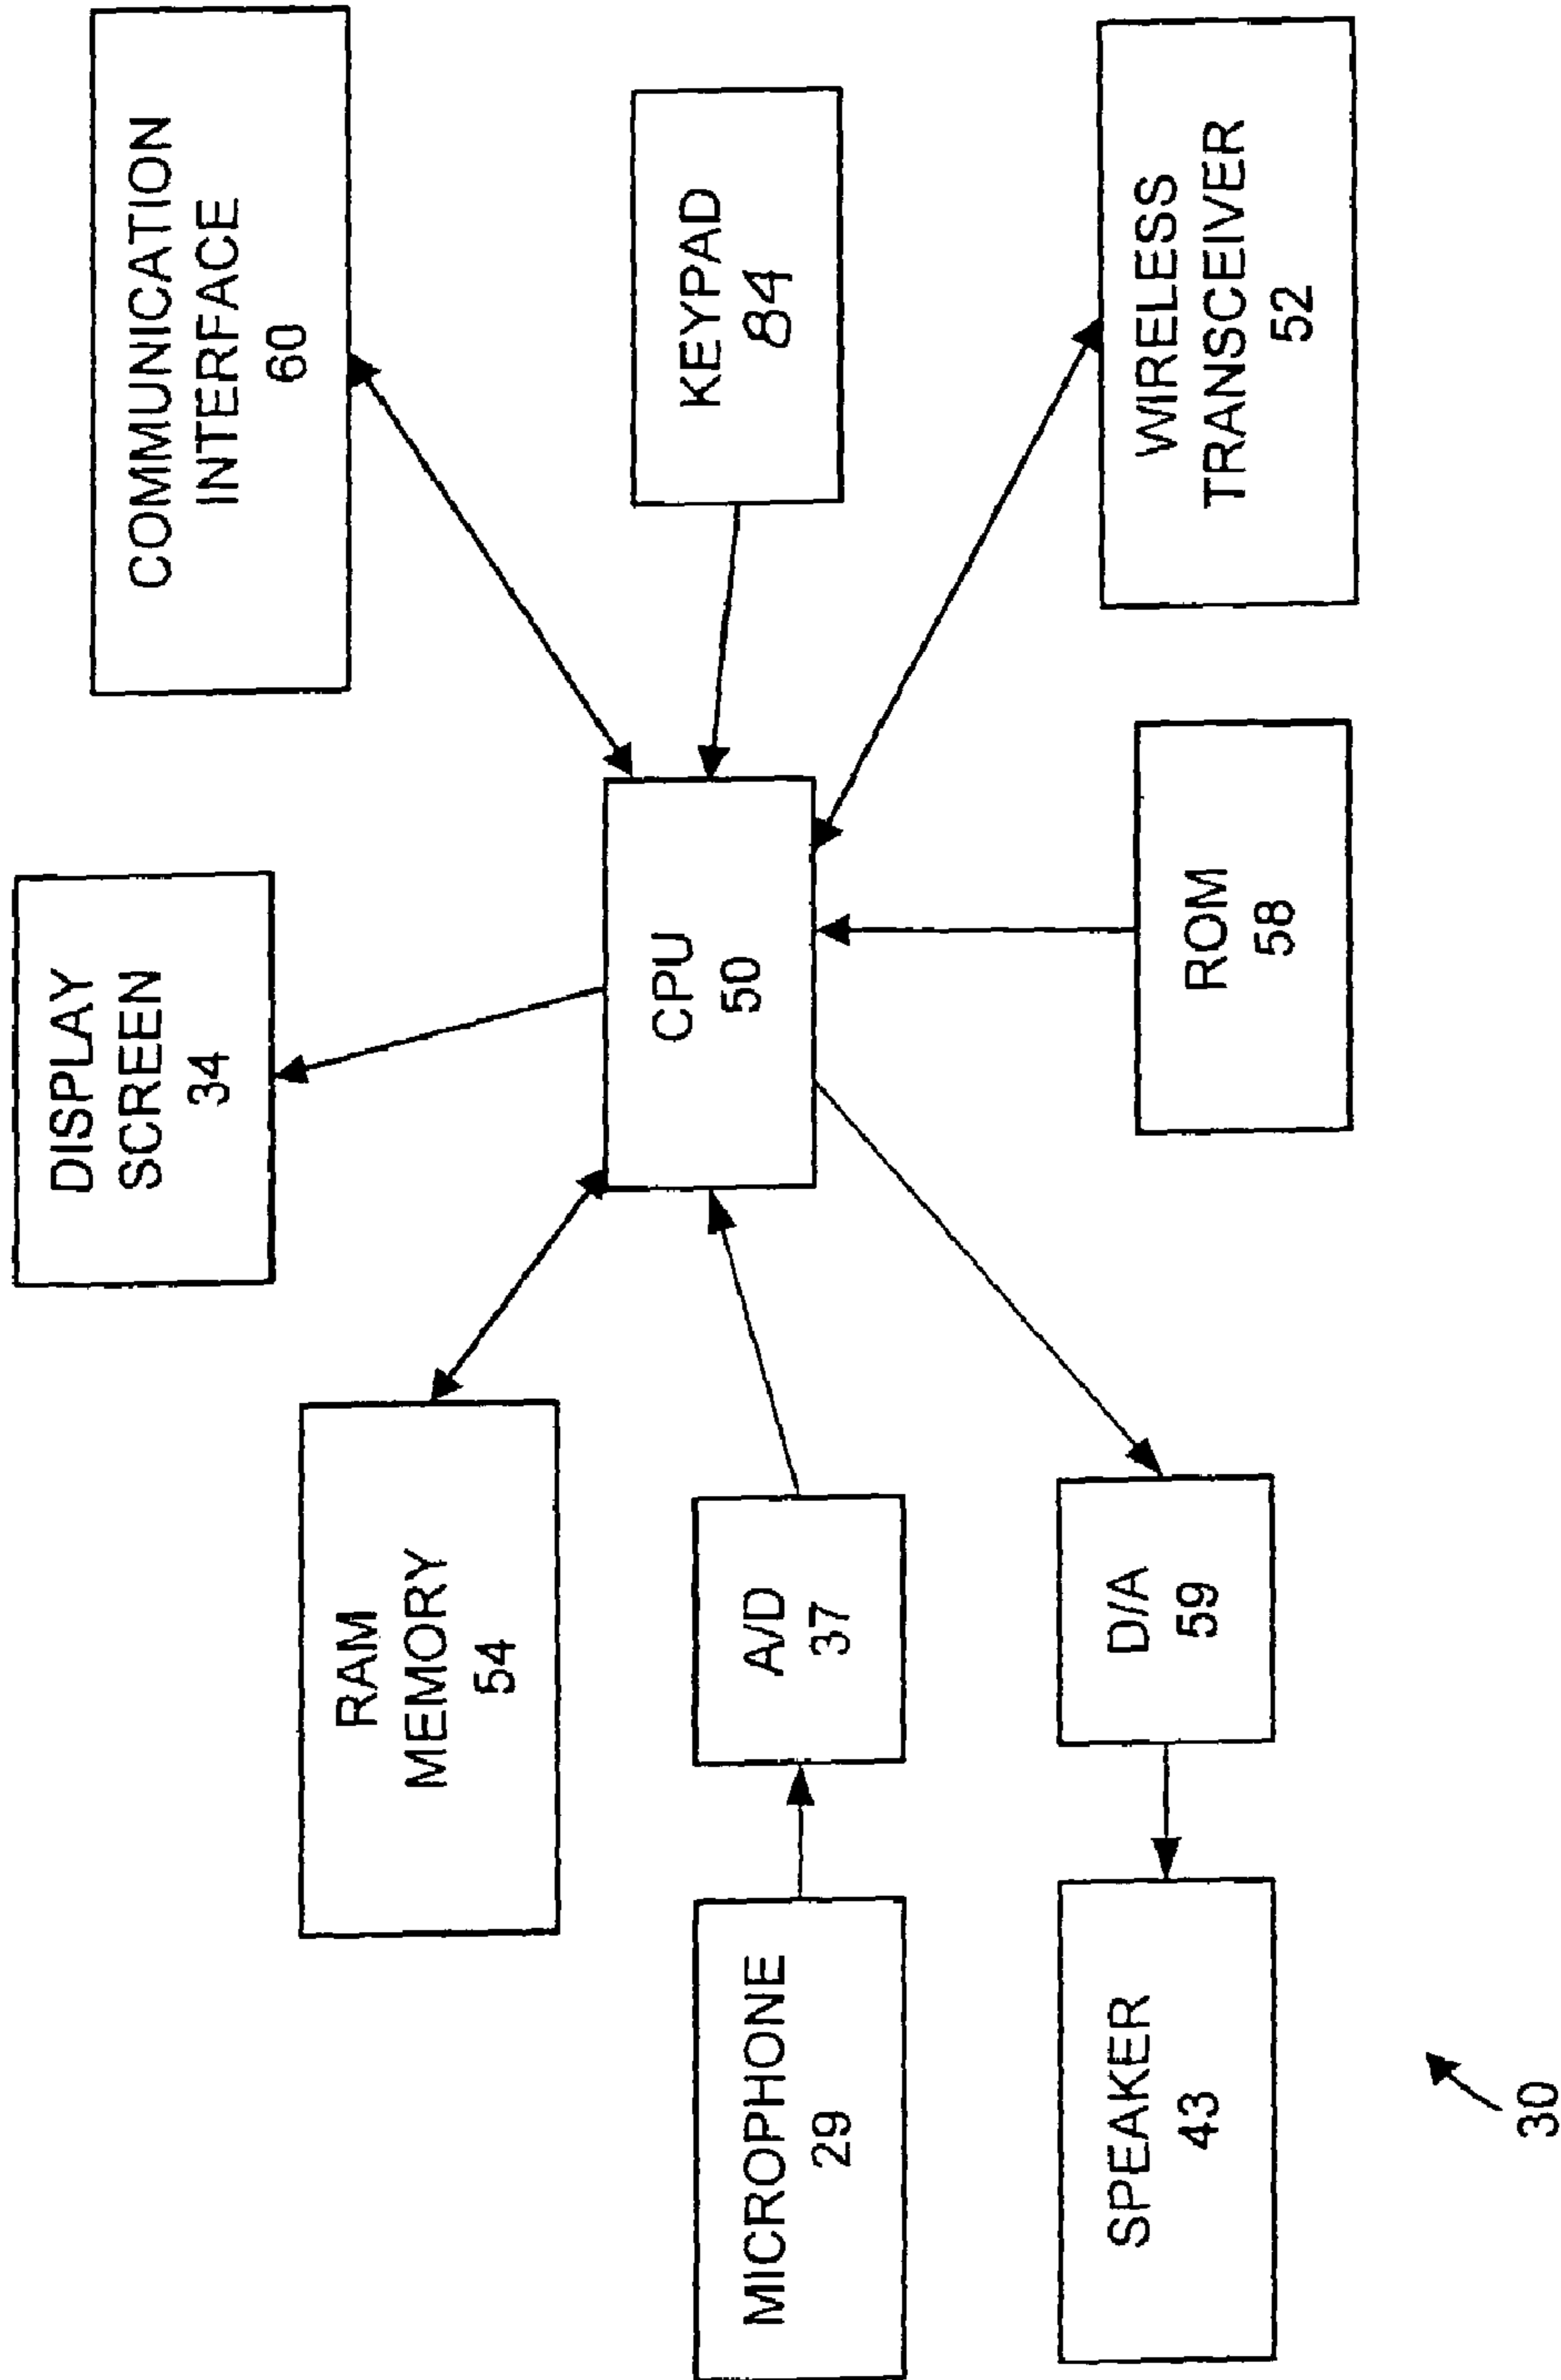 DISPLAY
SCREEN
34
COMMUNICATION
INTERFACE
60
RAM
MEMORY
54
CPU
50
KEYPAD
84
MICROPHONE
29
A/D
37
SPEAKER
43
D/A
59
ROM
58
WIRELESS
TRANSCEIVER
52
30